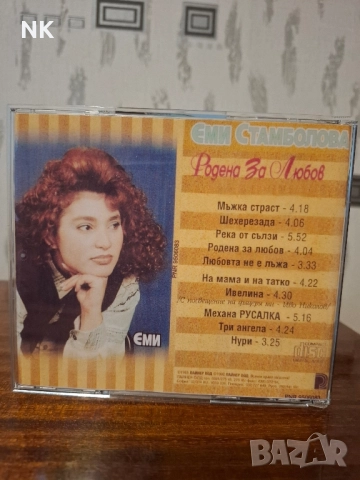 NK
ЕМИ СТАМБОЛОВА
Родена За Любов
Мъжка страст - 4.18
Шехерезада - 4.06
Река от сълзи - 5.52
Родена за любов - 4.04
Любовта не е лъжа - 3.33
На мама и на татко - 4.22
Ивелина - 4.30
Механа РУСАЛКА - 5.16
Три ангела - 4.24
Нури - 3.25
ЕМИ
bazar.bg